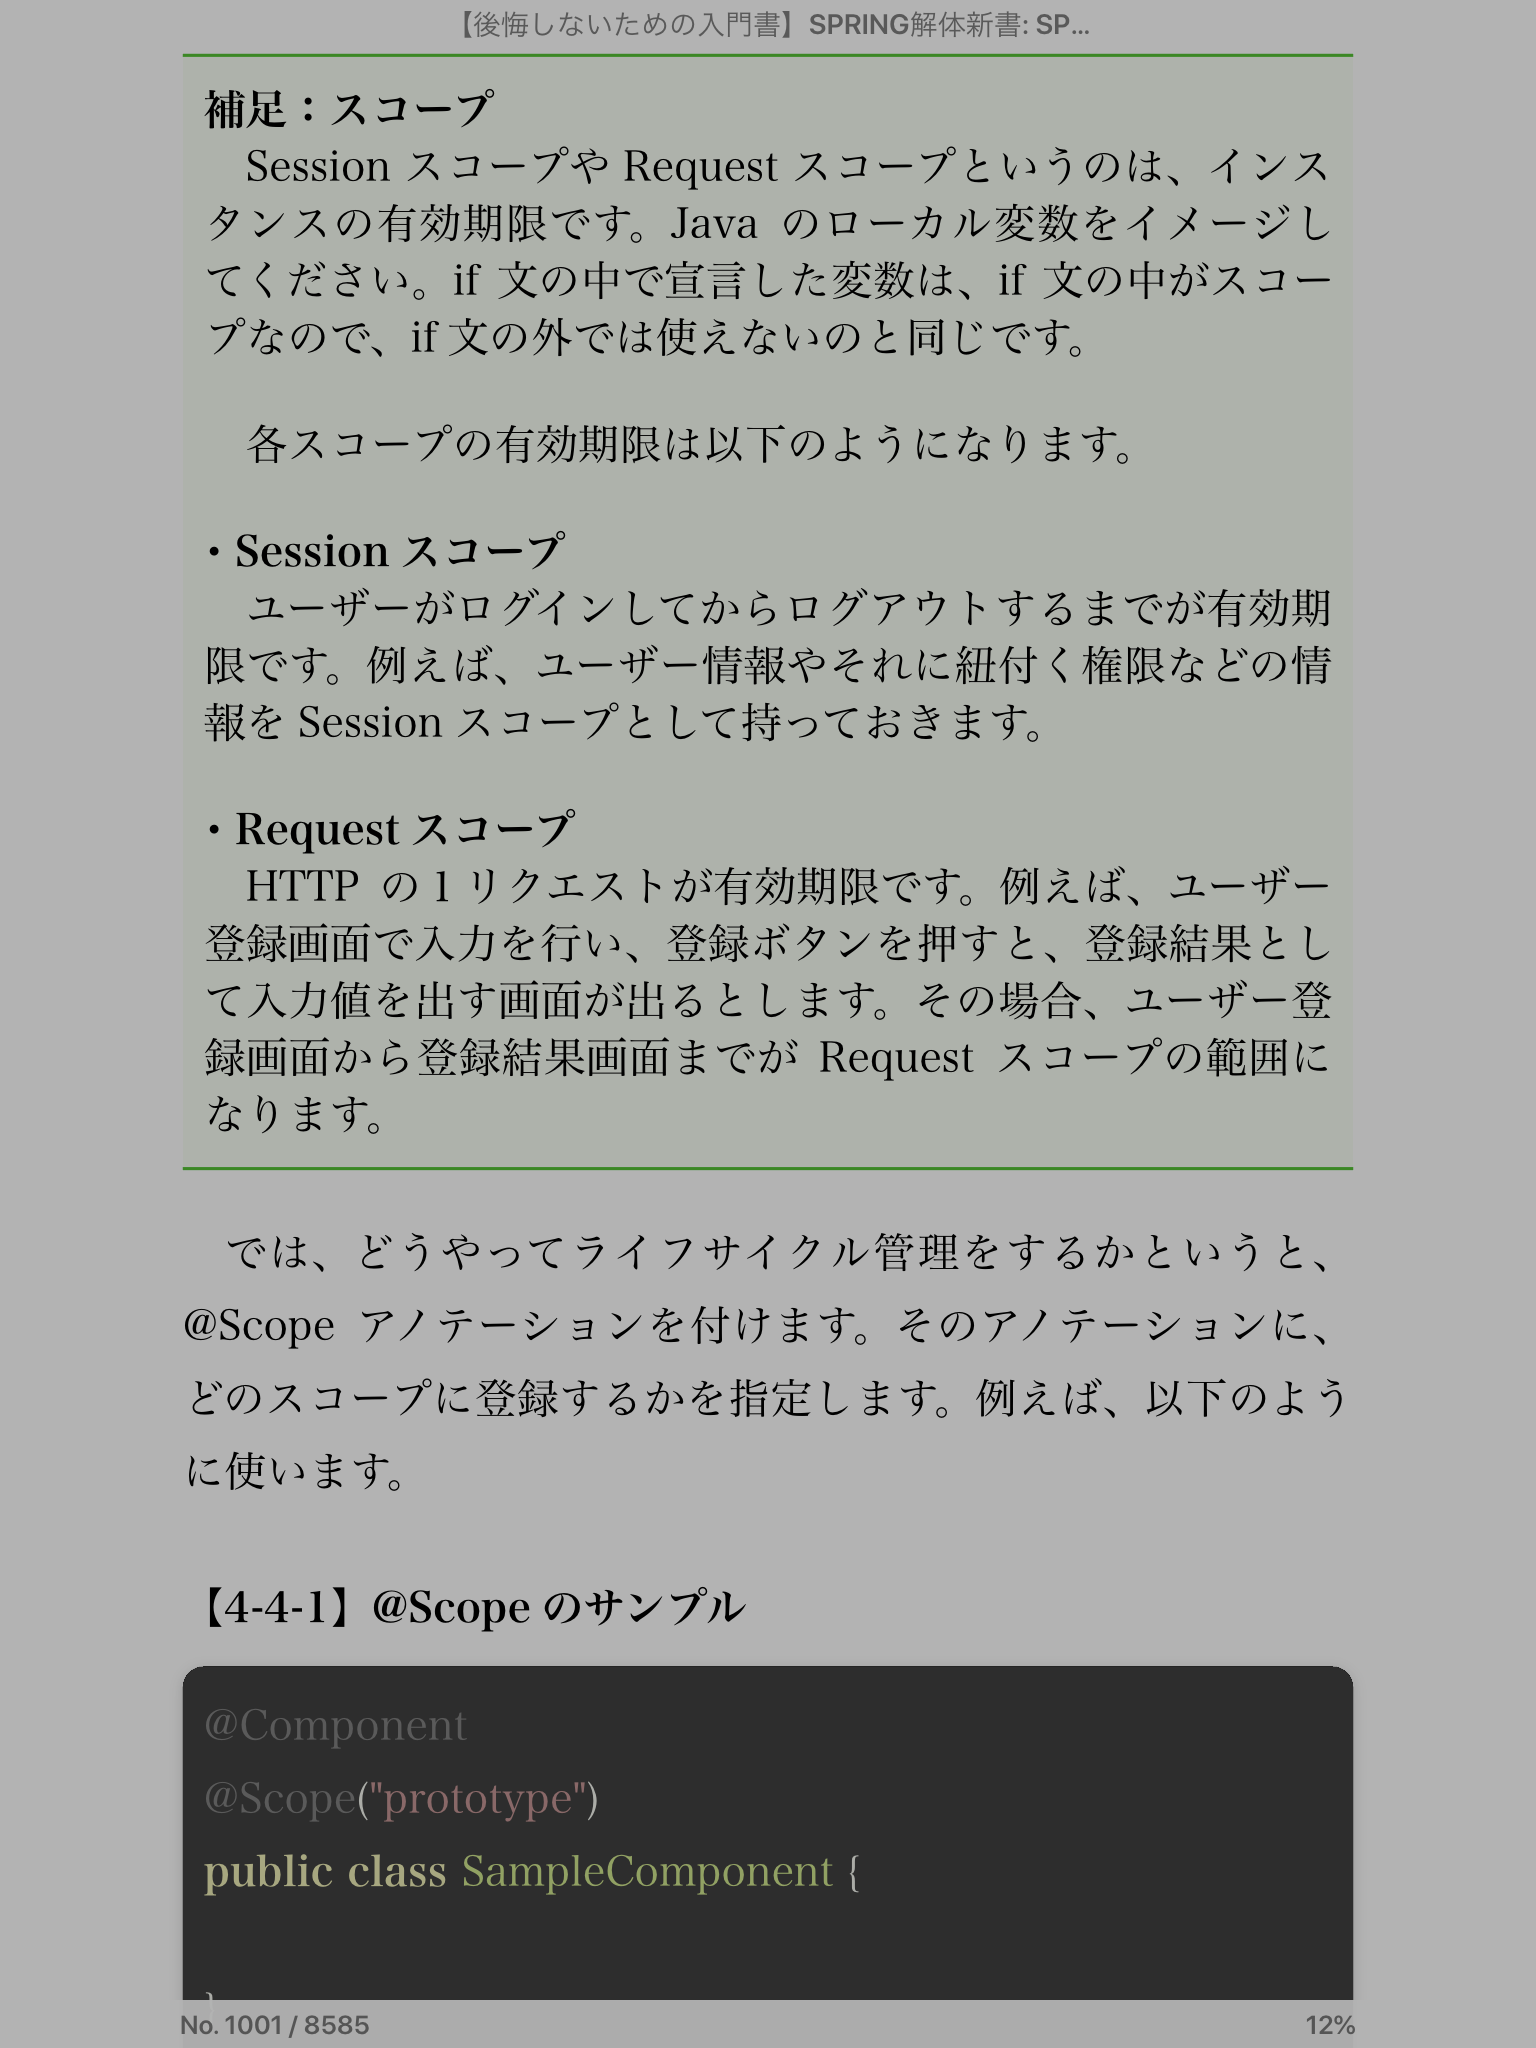 【後悔しないための入門書】SPRING解体新書: SP...
補足：スコープ
Session スコープや Request スコープというのは、インス
タンスの有効期限です。Java のローカル変数をイメージし
てください。if 文の中で宣言した変数は、if 文の中がスコー
プなので、if 文の外では使えないのと同じです。
各スコープの有効期限は以下のようになります。
・Session スコープ
ユーザーがログインしてからログアウトするまでが有効期
限です。例えば、ユーザー情報やそれに紐付く権限などの情
報を Session スコープとして持っておきます。
・Request スコープ
HTTP の 1 リクエストが有効期限です。例えば、ユーザー
登録画面で入力を行い、登録ボタンを押すと、登録結果とし
て入力値を出す画面が出るとします。その場合、ユーザー登
録画面から登録結果画面までが Request スコープの範囲に
なります。
では、どうやってライフサイクル管理をするかというと、
@Scope アノテーションを付けます。そのアノテーションに、
どのスコープに登録するかを指定します。例えば、以下のよう
に使います。
【4-4-1】@Scope のサンプル
@Component
@Scope("prototype")
public class SampleComponent {
}
No. 1001 / 8585
12%